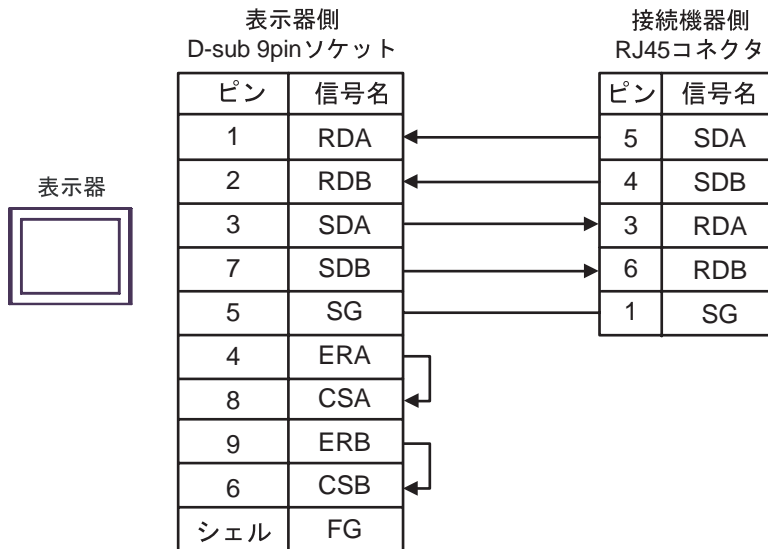 表示器側
D-sub 9pinソケット
接続機器側
RJ45コネクタ
表示器
ピン 信号名 ピン 信号名
1 RDA 5 SDA
2 RDB 4 SDB
3 SDA 3 RDA
7 SDB 6 RDB
5 SG 1 SG
4 ERA
8 CSA
9 ERB
6 CSB
シェル FG